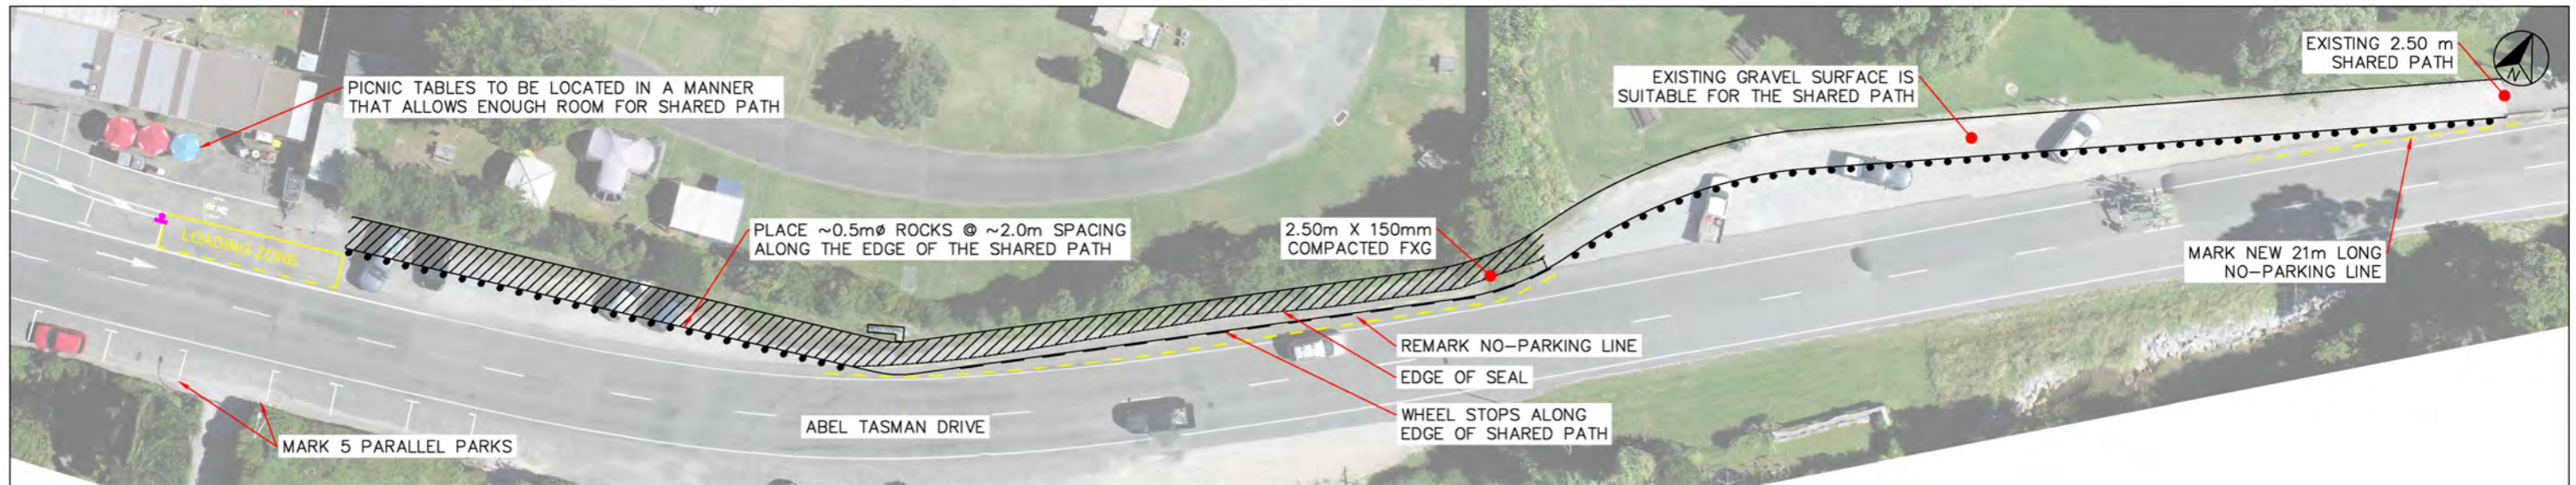 PICNIC TABLES TO BE LOCATED IN A MANNER
THAT ALLOWS ENOUGH ROOM FOR SHARED PATH
EXISTING 2.50 m
SHARED PATH
N
EXISTING GRAVEL SURFACE IS
SUITABLE FOR THE SHARED PATH
LOADING ZONE
PLACE ~0.5mø ROCKS @ ~2.0m SPACING
ALONG THE EDGE OF THE SHARED PATH
2.50m X 150mm
COMPACTED FXG
MARK NEW 21m LONG
NO-PARKING LINE
REMARK NO-PARKING LINE
EDGE OF SEAL
WHEEL STOPS ALONG
EDGE OF SHARED PATH
ABEL TASMAN DRIVE
MARK 5 PARALLEL PARKS